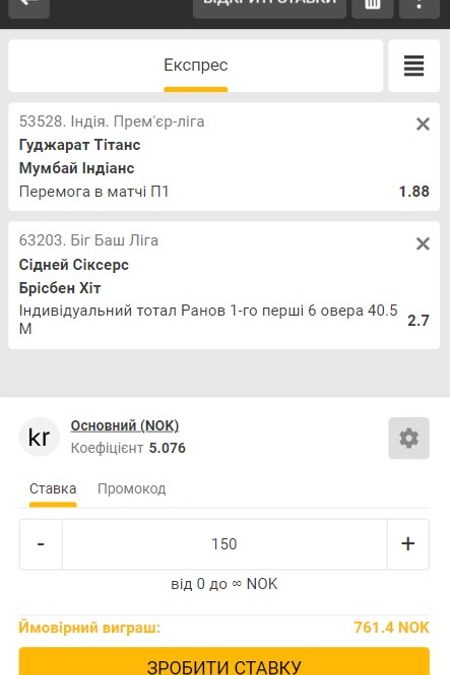 ВІДКРИТІ СТАВКИ
Експрес
53528. Індія. Прем'єр-ліга
Гуджарат Тітанс
Мумбай Індіанс
Перемога в матчі П1
1.88
63203. Біг Баш Ліга
Сідней Сіксерс
Брісбен Хіт
Індивідуальний тотал Ранов 1-го перші 6 овера 40.5
М
2.7
kr
Основний (NOK)
Коефіцієнт 5.076
Ставка Промокод
- 150 +
від 0 до ∞ NOK
Ймовірний виграш: 761.4 NOK
ЗРОБИТИ СТАВКУ